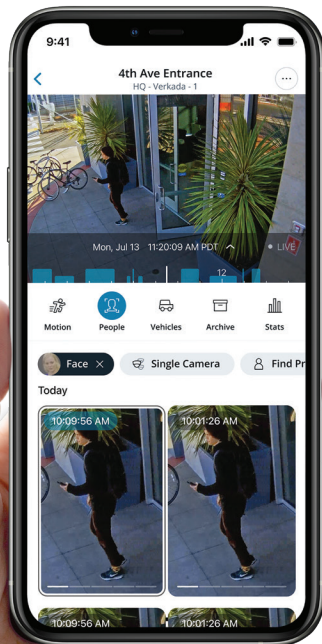 9:41
4th Ave Entrance
HQ - Verkada - 1
Mon, Jul 13 11:20:09 AM PDT
LIVE
12
Motion People Vehicles Archive Stats
Face × Single Camera Find Pr
Today
10:09:56 AM 10:01:26 AM
10:09:56 AM 10:01:26 AM